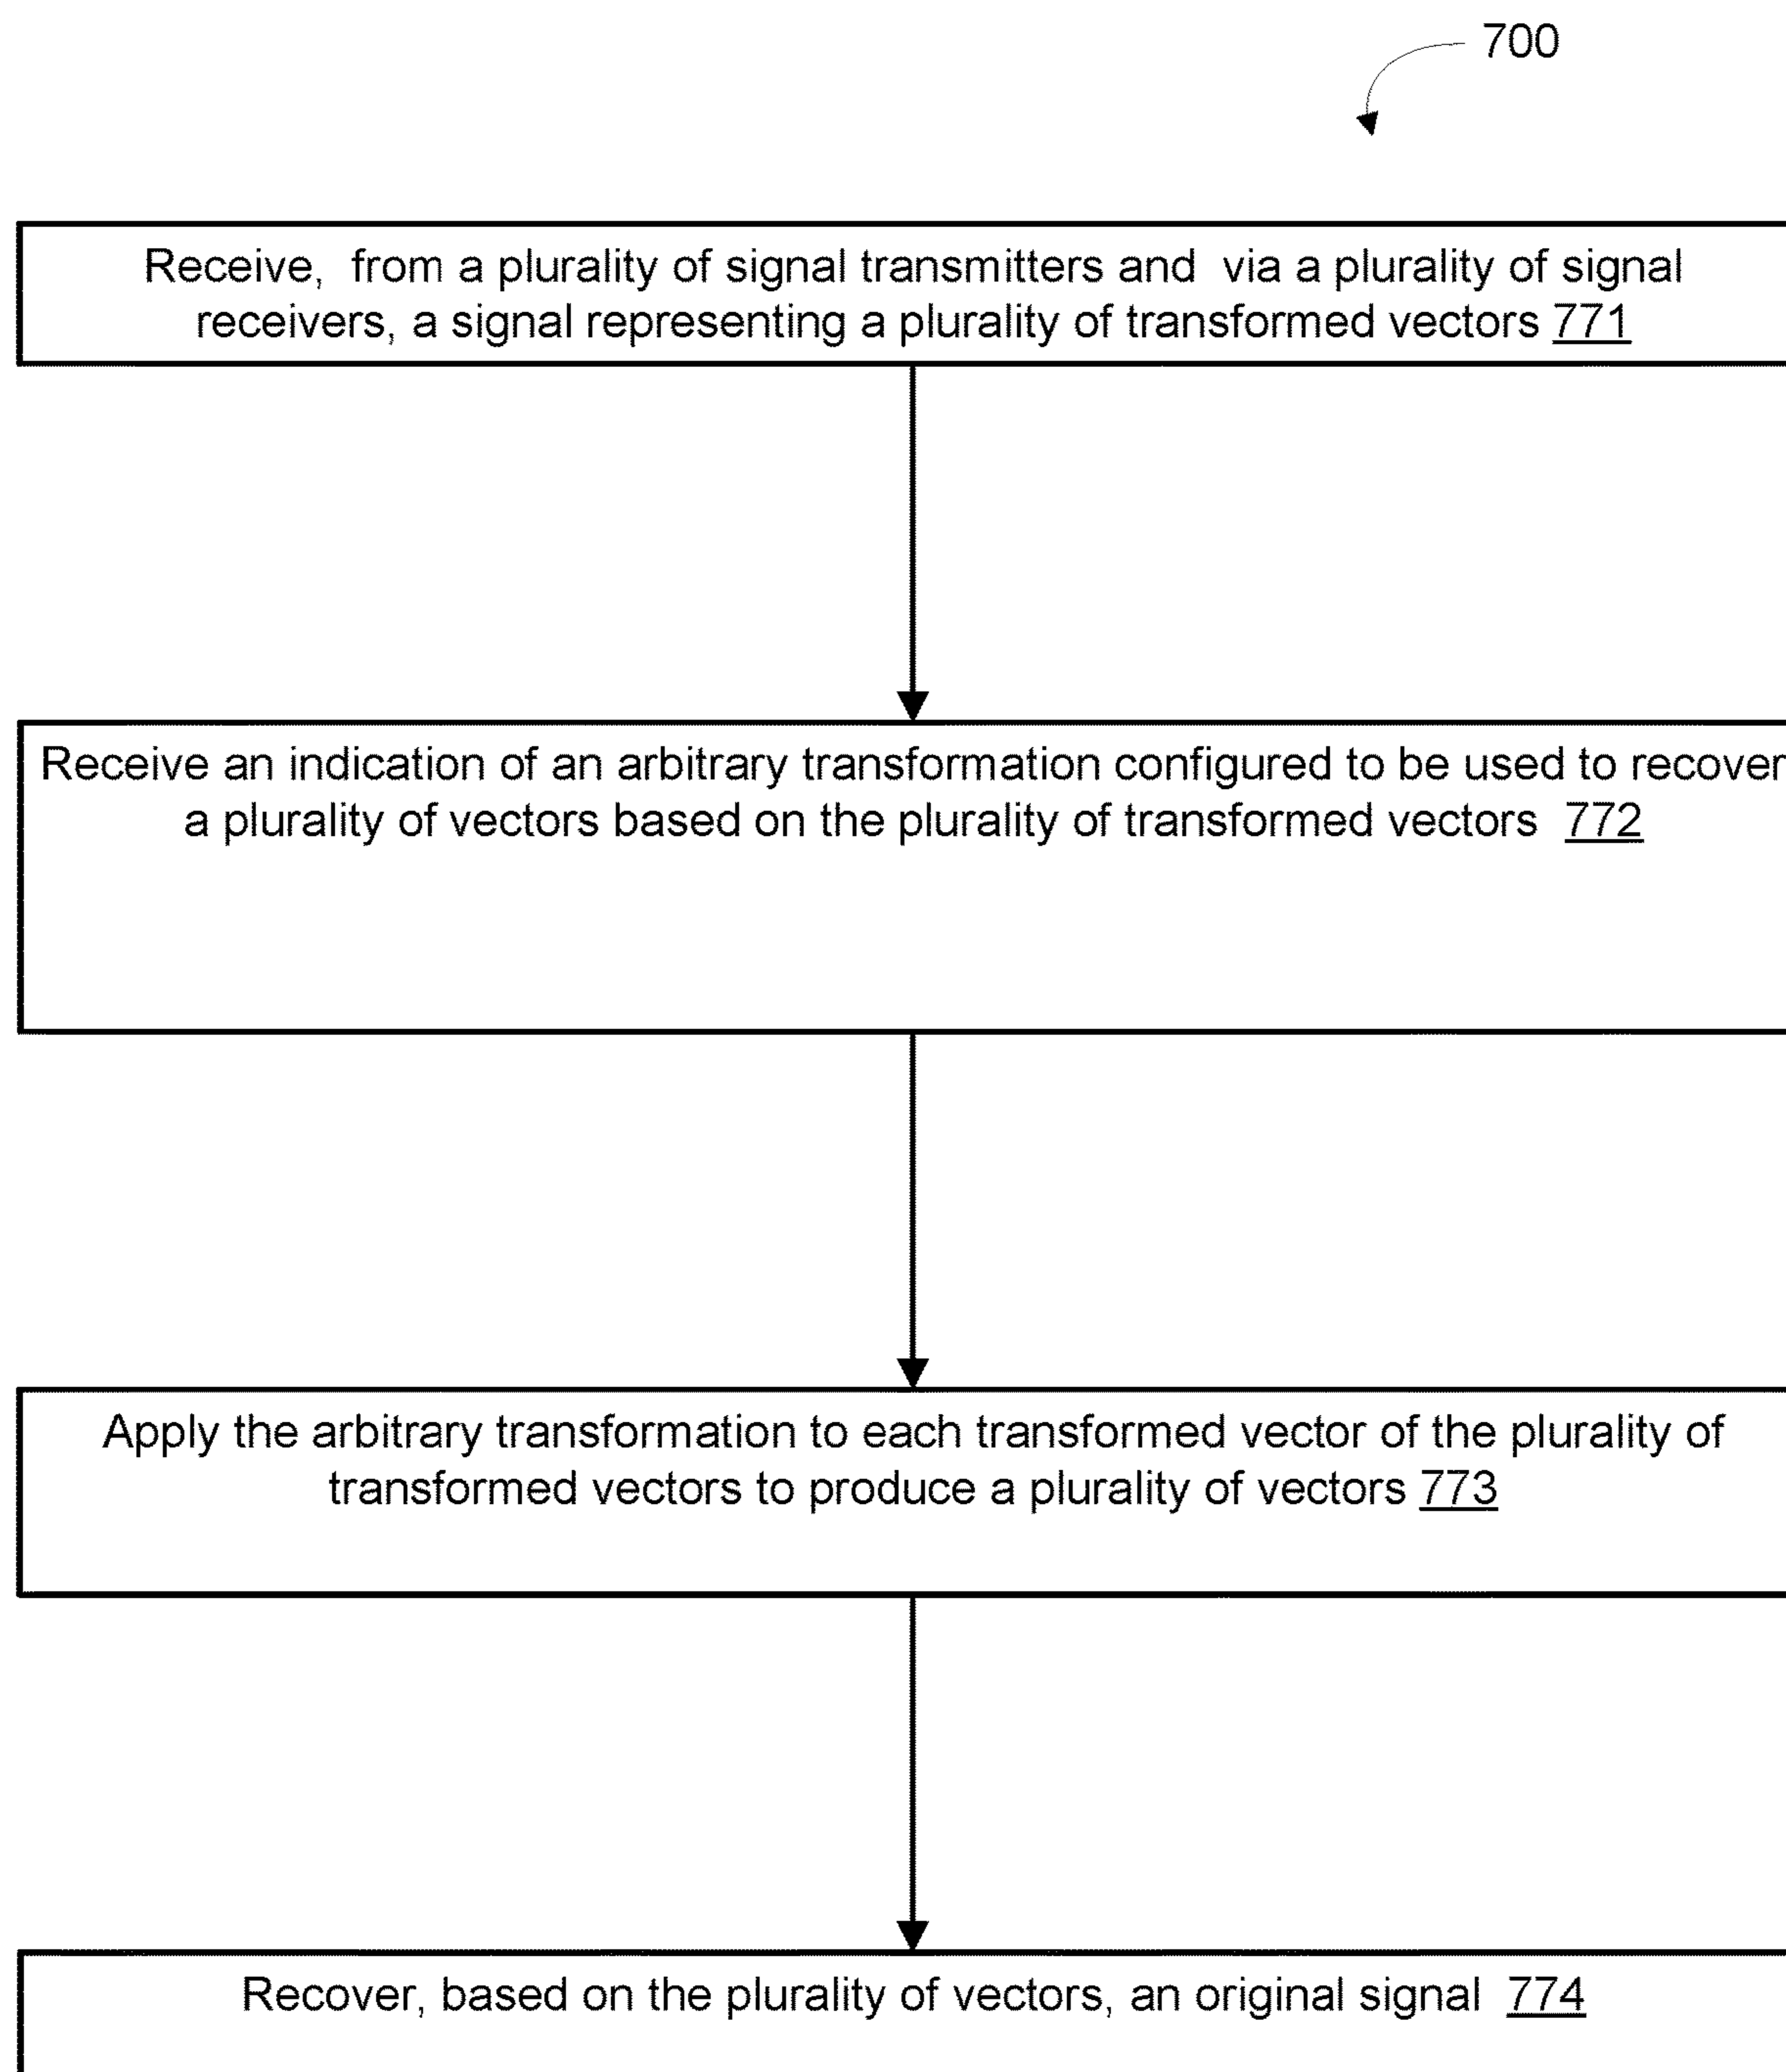 700
Receive, from a plurality of signal transmitters and via a plurality of signal
receivers, a signal representing a plurality of transformed vectors 771
Receive an indication of an arbitrary transformation configured to be used to recover
a plurality of vectors based on the plurality of transformed vectors 772
Apply the arbitrary transformation to each transformed vector of the plurality of
transformed vectors to produce a plurality of vectors 773
Recover, based on the plurality of vectors, an original signal 774